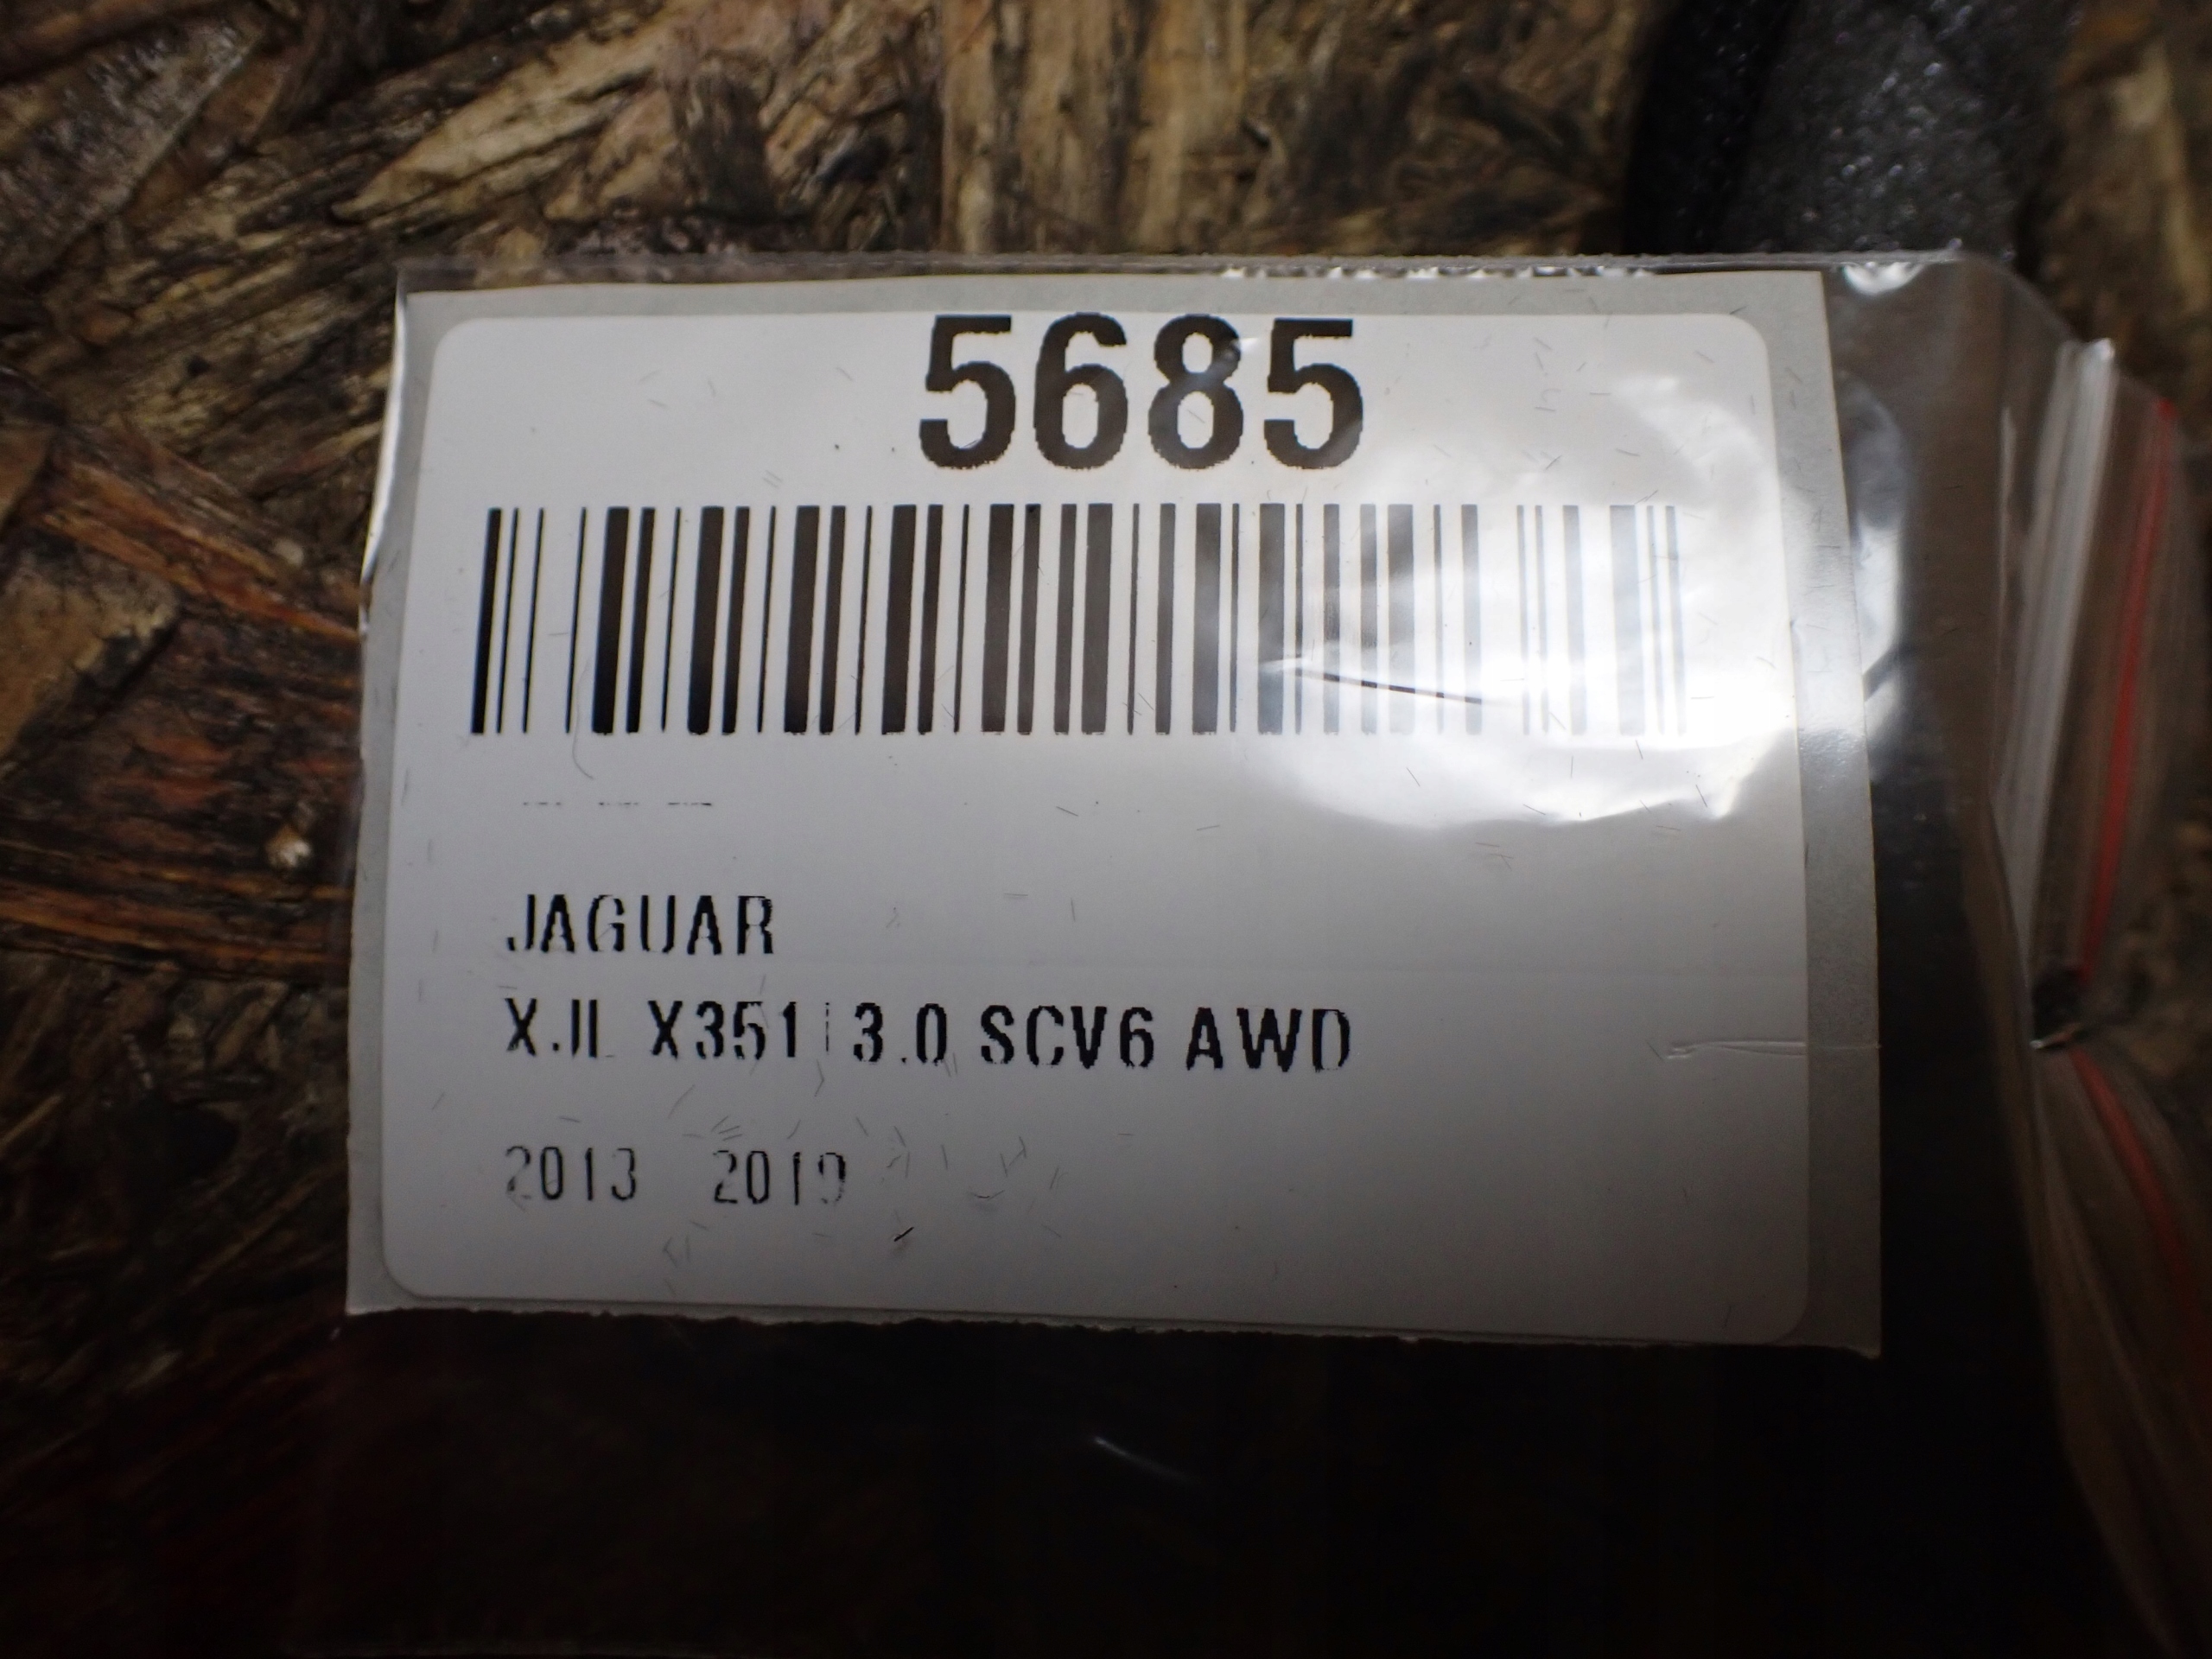 5685
JAGUAR
XJL X351 | 3.0 SCV6 AWD
2013 2019